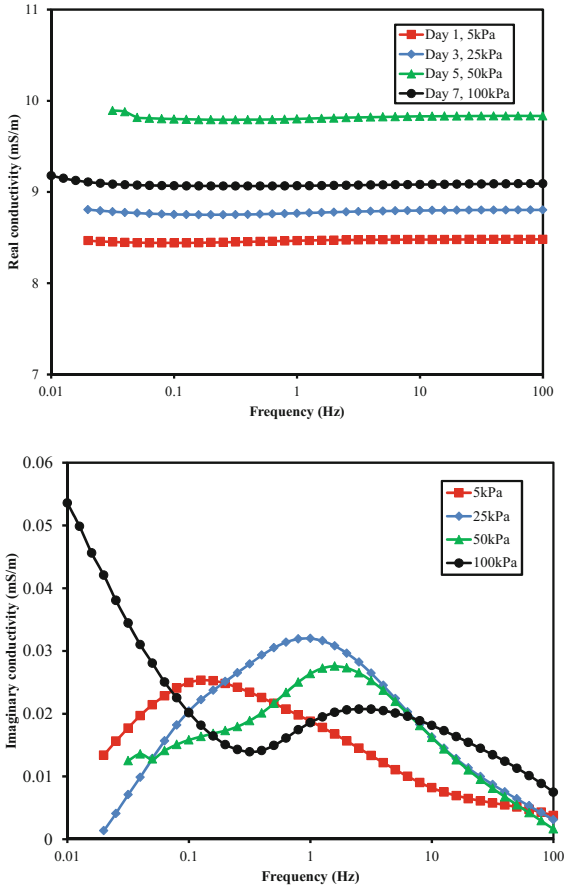 11
10
9
8
7
Real conductivity (mS/m)
Day 1, 5kPa
Day 3, 25kPa
Day 5, 50kPa
Day 7, 100kPa
0.01 0.1 1 10 100
Frequency (Hz)
0.06
0.05
0.04
0.03
0.02
0.01
0
Imaginary conductivity (mS/m)
5kPa
25kPa
50kPa
100kPa
0.01 0.1 1 10 100
Frequency (Hz)